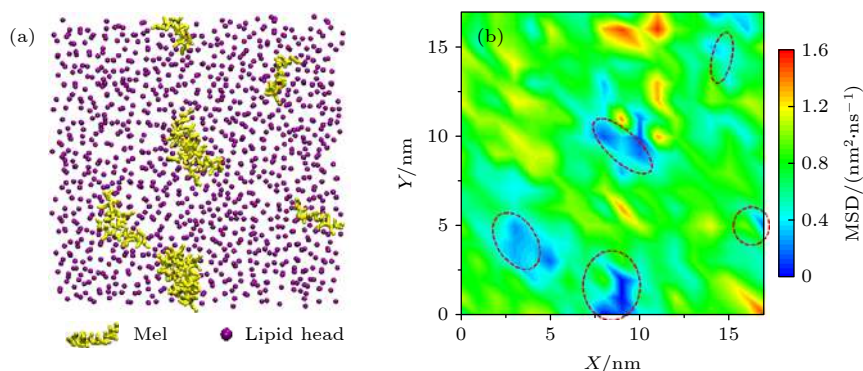 (a)
Mel
Lipid head
(b)
Y/nm
15
10
5
0
0
5
10
15
X/nm
1.6
1.2
0.8
0.4
0
MSD/(nm²·ns⁻¹)